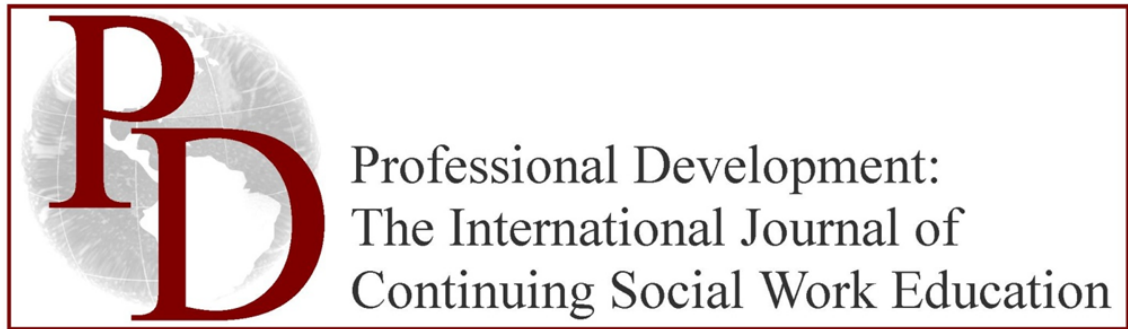 PD
Professional Development:
The International Journal of
Continuing Social Work Education